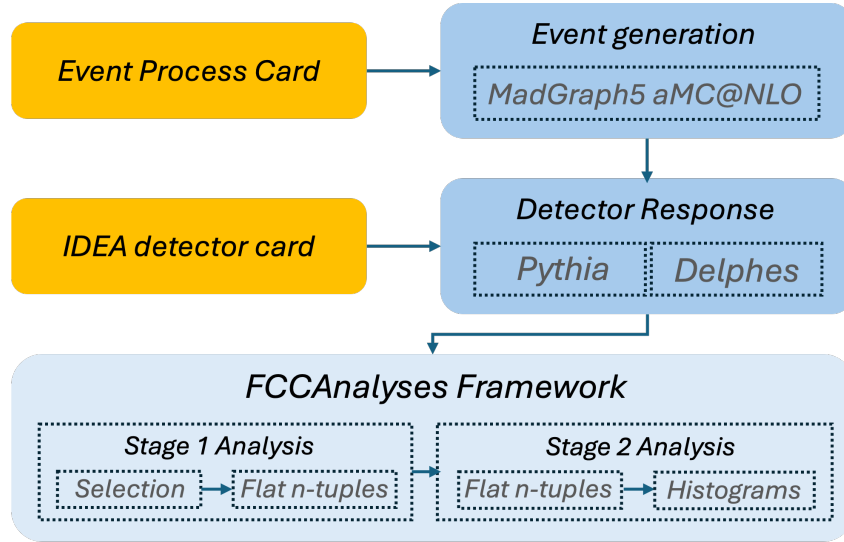 Event Process Card
Event generation
MadGraph5 aMC@NLO
IDEA detector card
Detector Response
Pythia
Delphes
FCCAnalyses Framework
Stage 1 Analysis
Selection
Flat n-tuples
Stage 2 Analysis
Flat n-tuples
Histograms